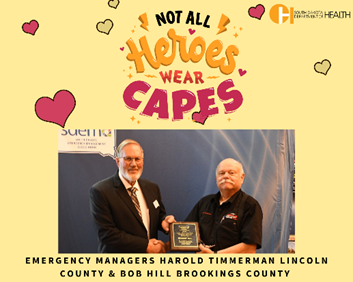 NOT ALL
Heroes
WEAR
CAPES
SOUTH DAKOTA
DEPARTMENT OF HEALTH
sdema
EMERGENCY MANAGERS HAROLD TIMMERMAN LINCOLN
COUNTY & BOB HILL BROOKINGS COUNTY